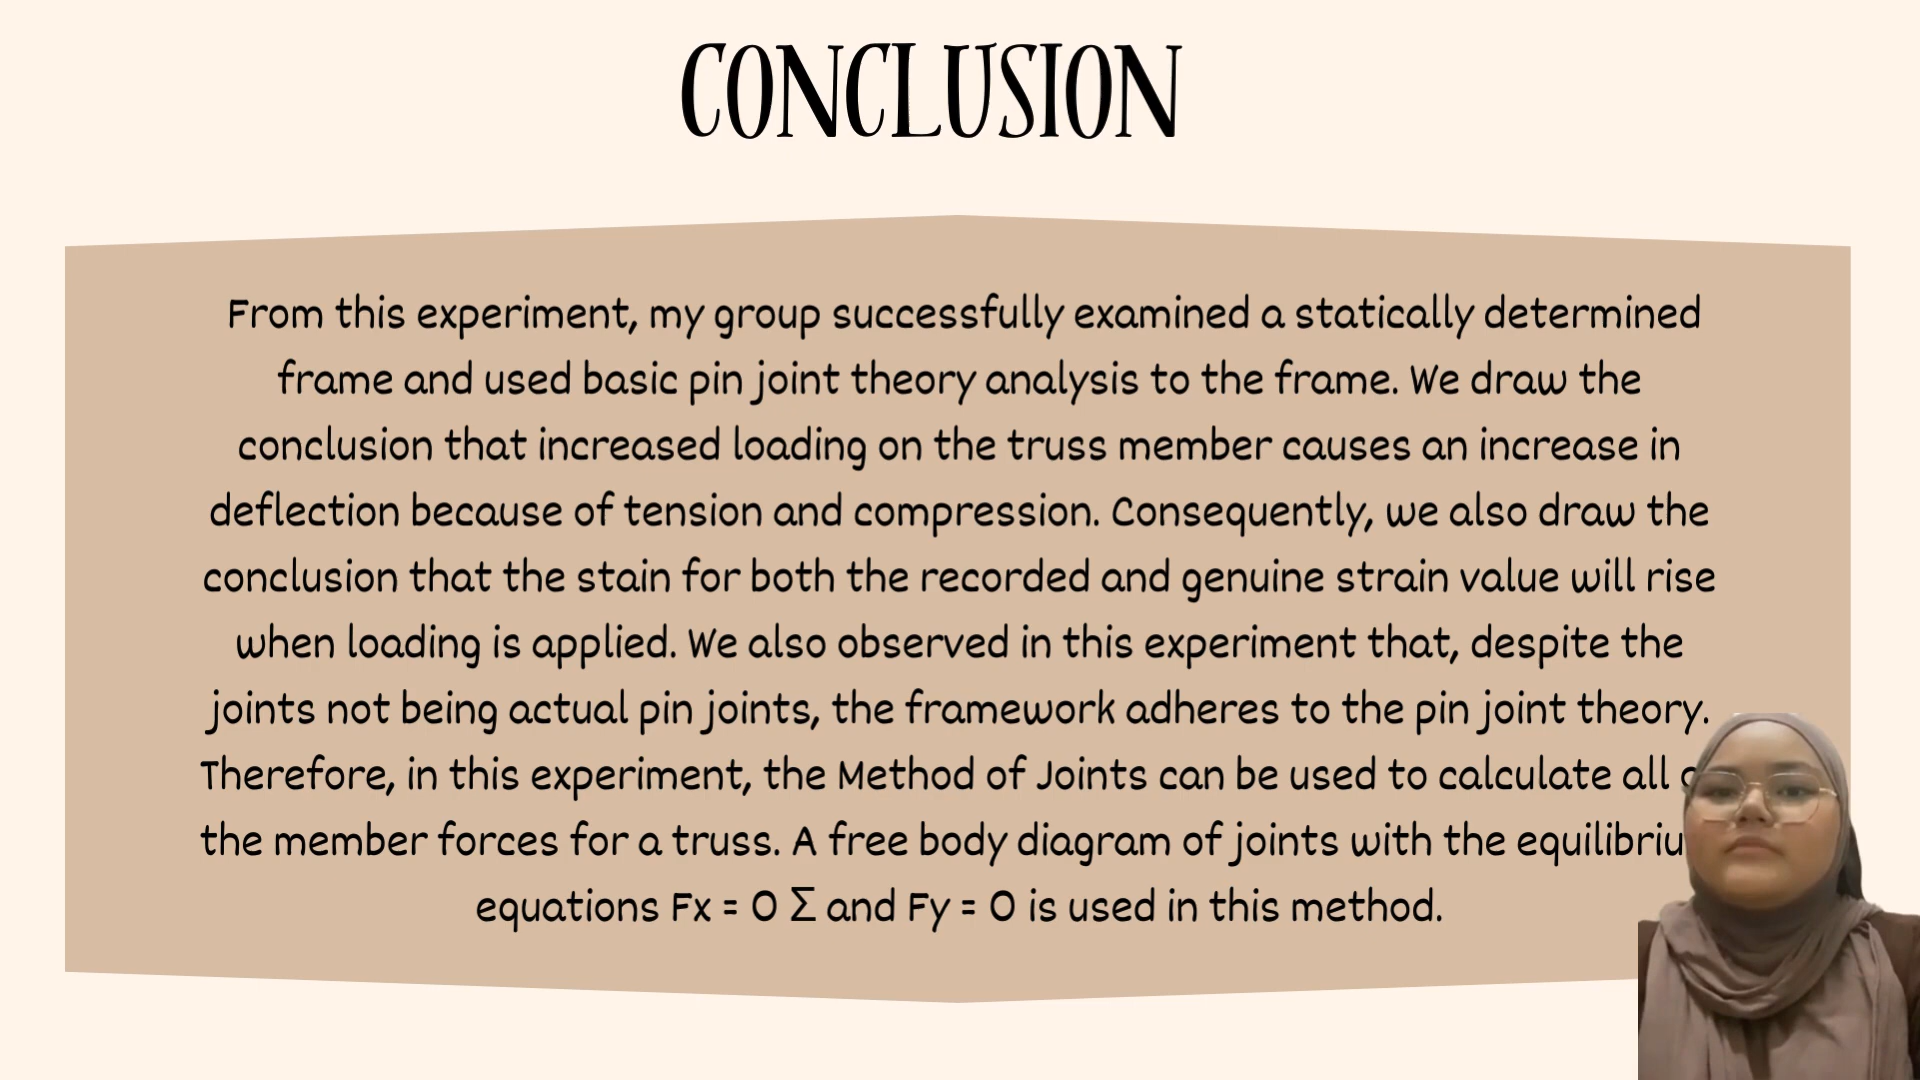 CONCLUSION
From this experiment, my group successfully examined a statically determined
frame and used basic pin joint theory analysis to the frame. We draw the
conclusion that increased loading on the truss member causes an increase in
deflection because of tension and compression. Consequently, we also draw the
conclusion that the stain for both the recorded and genuine strain value will rise
when loading is applied. We also observed in this experiment that, despite the
joints not being actual pin joints, the framework adheres to the pin joint theory.
Therefore, in this experiment, the Method of Joints can be used to calculate all
the member forces for a truss. A free body diagram of joints with the
equations Fx = 0 Σ and Fy = 0 is used in this method.